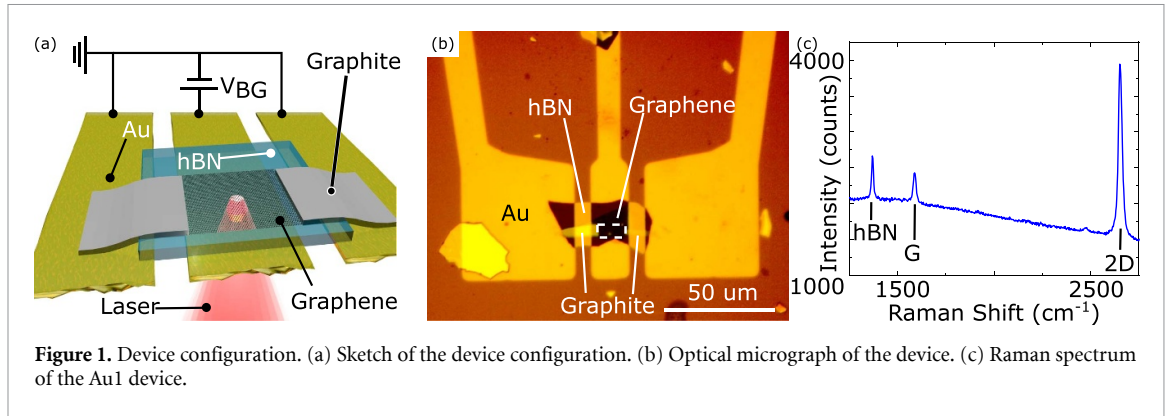 (a)
Graphite
V_BG
Au
hBN
Laser
Graphene
(b)
hBN
Graphene
Au
Graphite
50 um
(c)
4000
Intensity (counts)
1000
hBN
G
2D
1500
2500
Raman Shift (cm⁻¹)
Figure 1. Device configuration. (a) Sketch of the device configuration. (b) Optical micrograph of the device. (c) Raman spectrum
of the Au1 device.